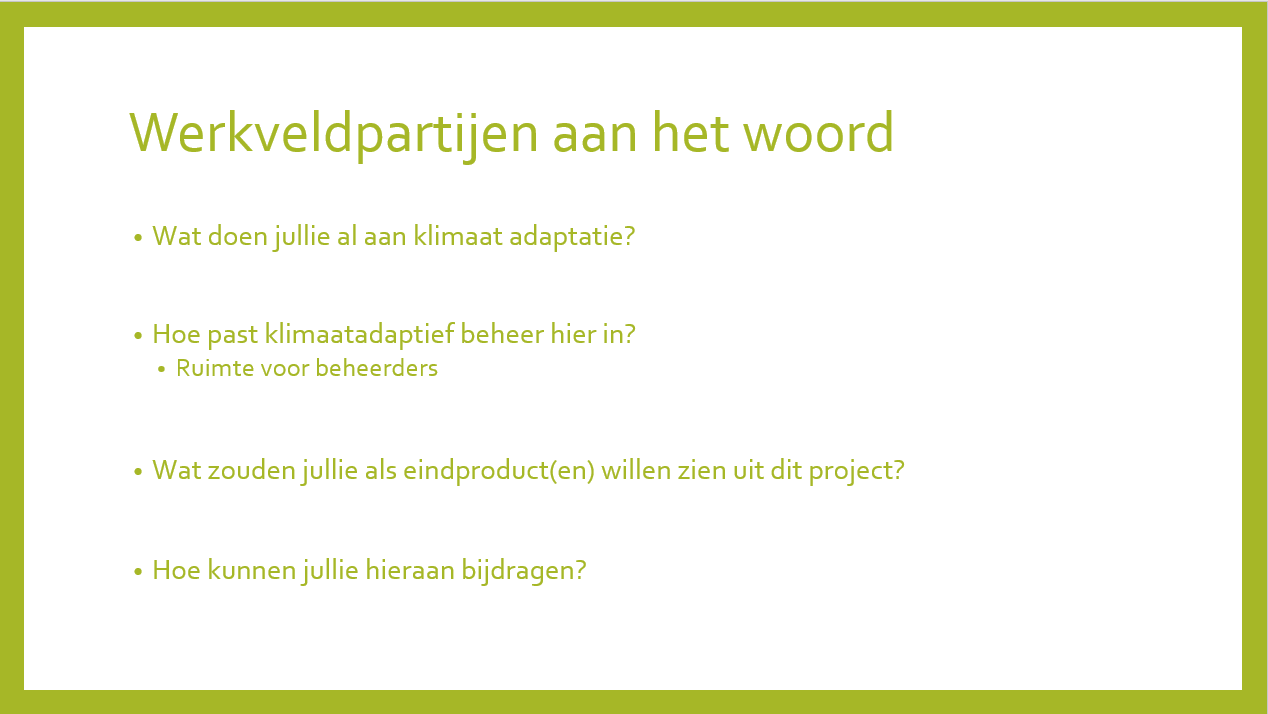 Werkveldpartijen aan het woord
• Wat doen jullie al aan klimaat adaptatie?
• Hoe past klimaatadaptief beheer hier in?
• Ruimte voor beheerders
• Wat zouden jullie als eindproduct(en) willen zien uit dit project?
• Hoe kunnen jullie hieraan bijdragen?